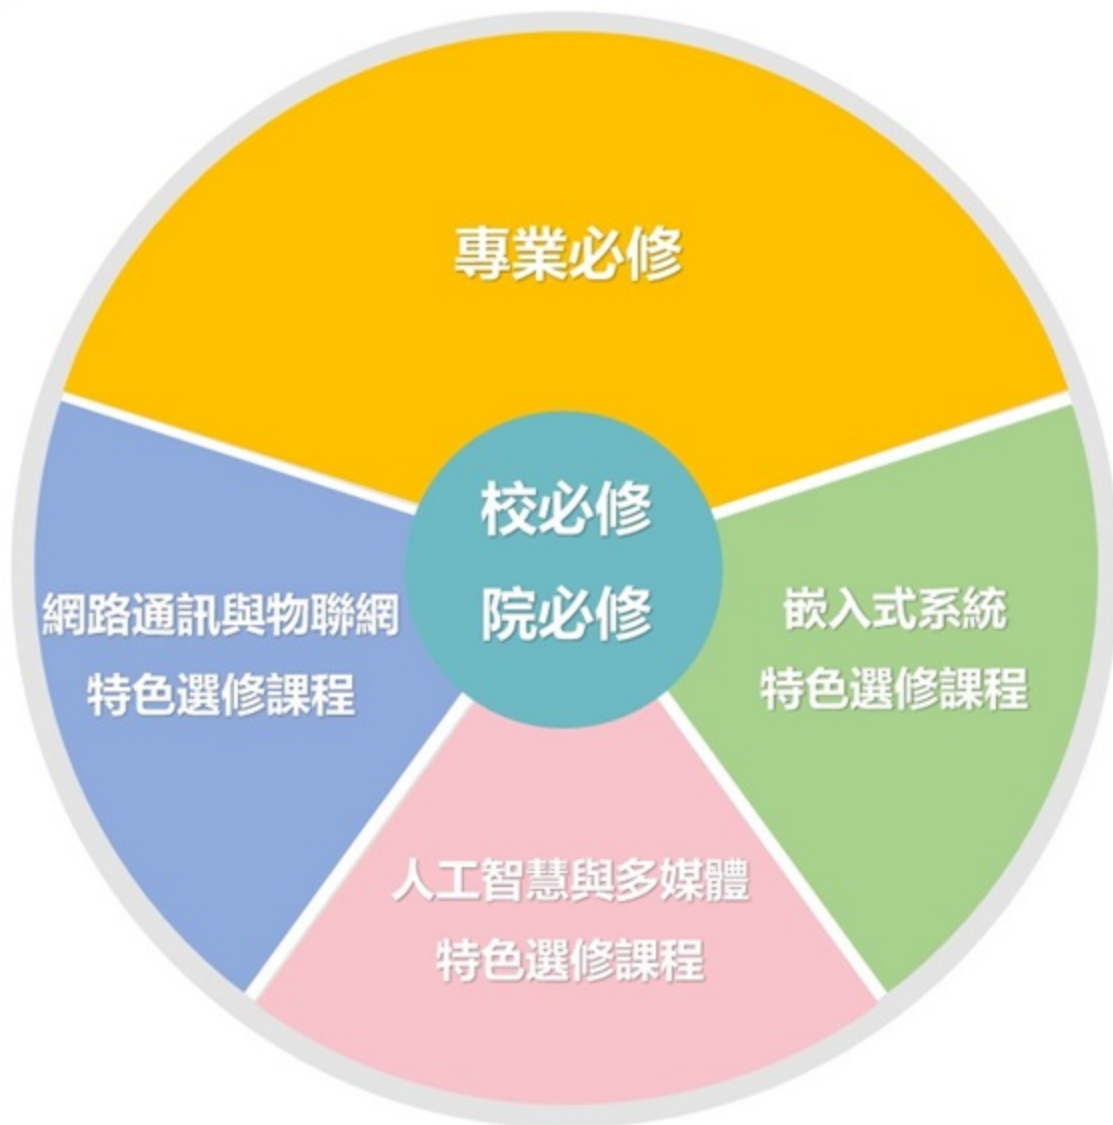 專業必修
校必修
院必修
網路通訊與物聯網
特色選修課程
嵌入式系統
特色選修課程
人工智慧與多媒體
特色選修課程